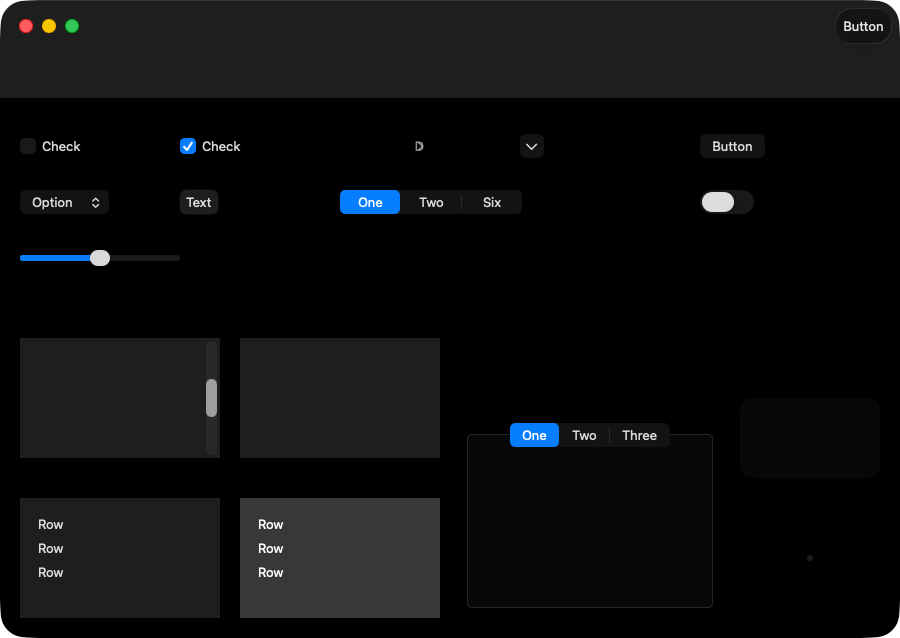 Button
Check
Check
Button
Option
Text
One
Two
Six
One
Two
Three
Row
Row
Row
Row
Row
Row